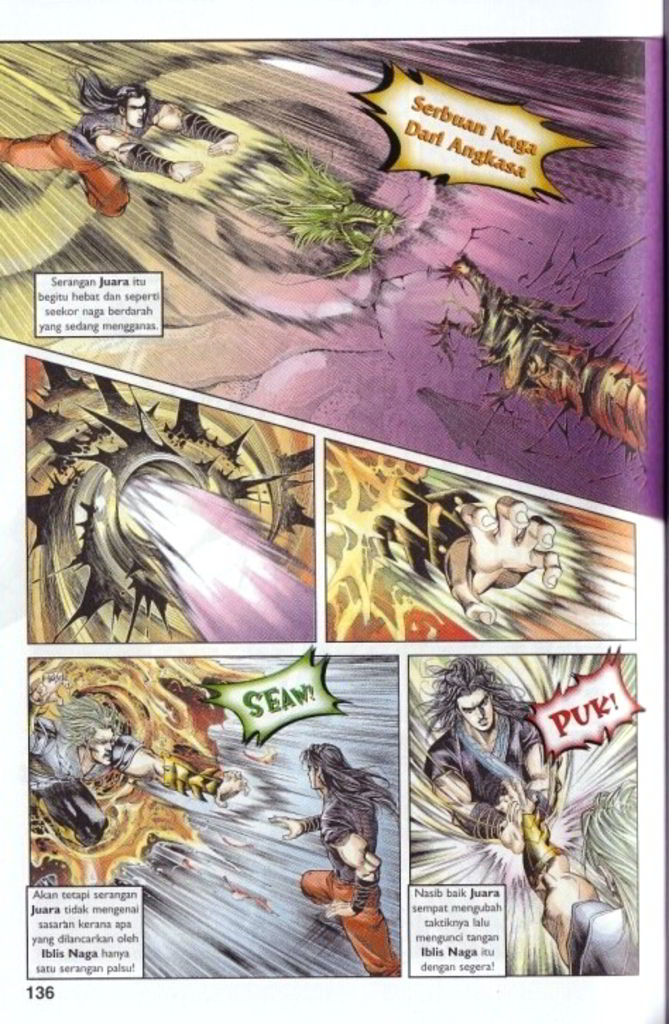 Serbuan Naga
Dari Angkasa
Serangan Juara itu
begitu hebat dan seperti
seekor naga berdarah
yang sedang mengganas.
SEAW!
PUK!
Akan tetapi serangan
Juara tidak mengenai
sasaran kerana apa
yang dilancarkan oleh
Iblis Naga hanya
satu serangan palsu!
Nasib baik Juara
sempat mengubah
taktiknya lalu
mengunci tangan
Iblis Naga itu
dengan segera!
136